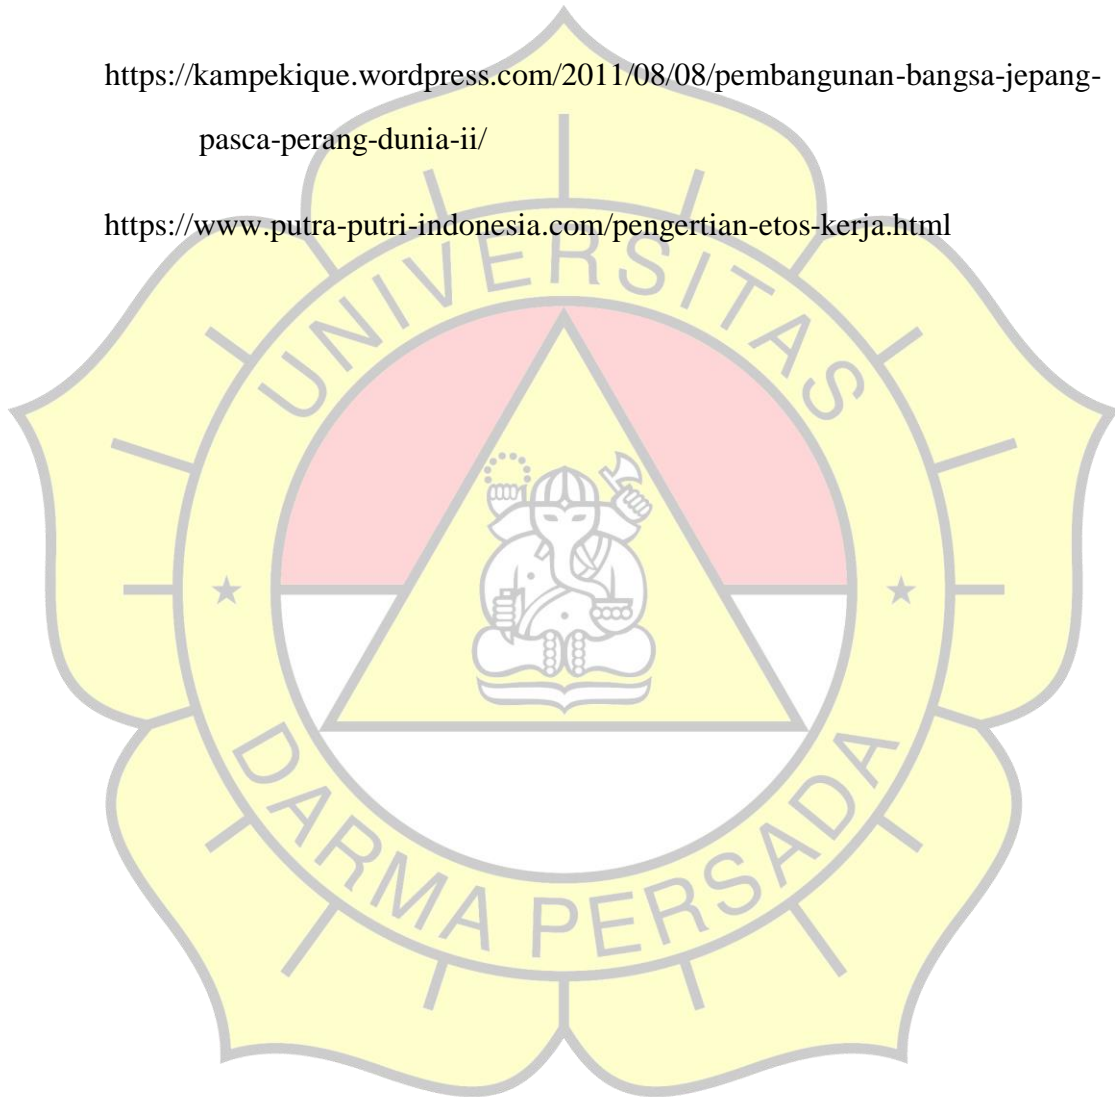 https://kampekique.wordpress.com/2011/08/08/pembangunan-bangsa-jepang-
pasca-perang-dunia-ii/
https://www.putra-putri-indonesia.com/pengertian-etos-kerja.html
UNIVERSITAS
DARMA PERSADA